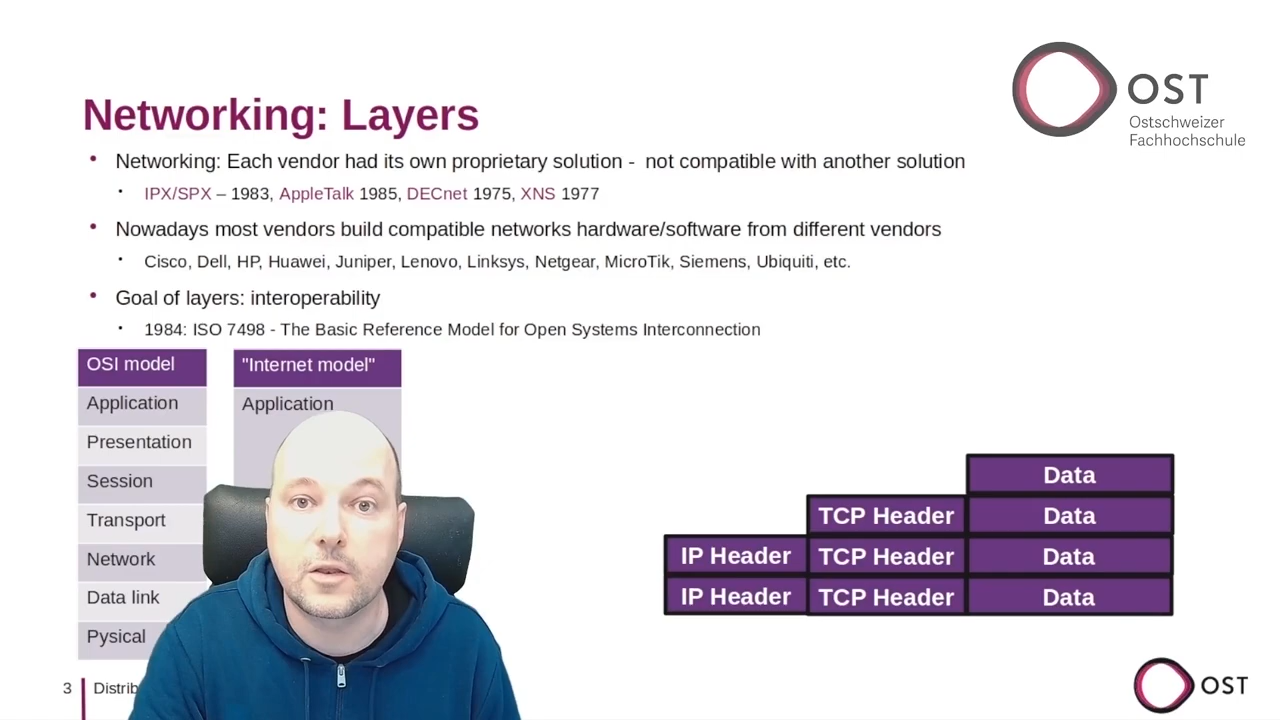 OST
Ostschweizer
Fachhochschule
Networking: Layers
• Networking: Each vendor had its own proprietary solution - not compatible with another solution
• IPX/SPX – 1983, AppleTalk 1985, DECnet 1975, XNS 1977
• Nowadays most vendors build compatible networks hardware/software from different vendors
• Cisco, Dell, HP, Huawei, Juniper, Lenovo, Linksys, Netgear, MicroTik, Siemens, Ubiquiti, etc.
• Goal of layers: interoperability
• 1984: ISO 7498 - The Basic Reference Model for Open Systems Interconnection
OSI model
Application
Presentation
Session
Transport
Network
Data link
Pysical
"Internet model"
Application
Data
TCP Header Data
IP Header TCP Header Data
IP Header TCP Header Data
3 Distrib
OST